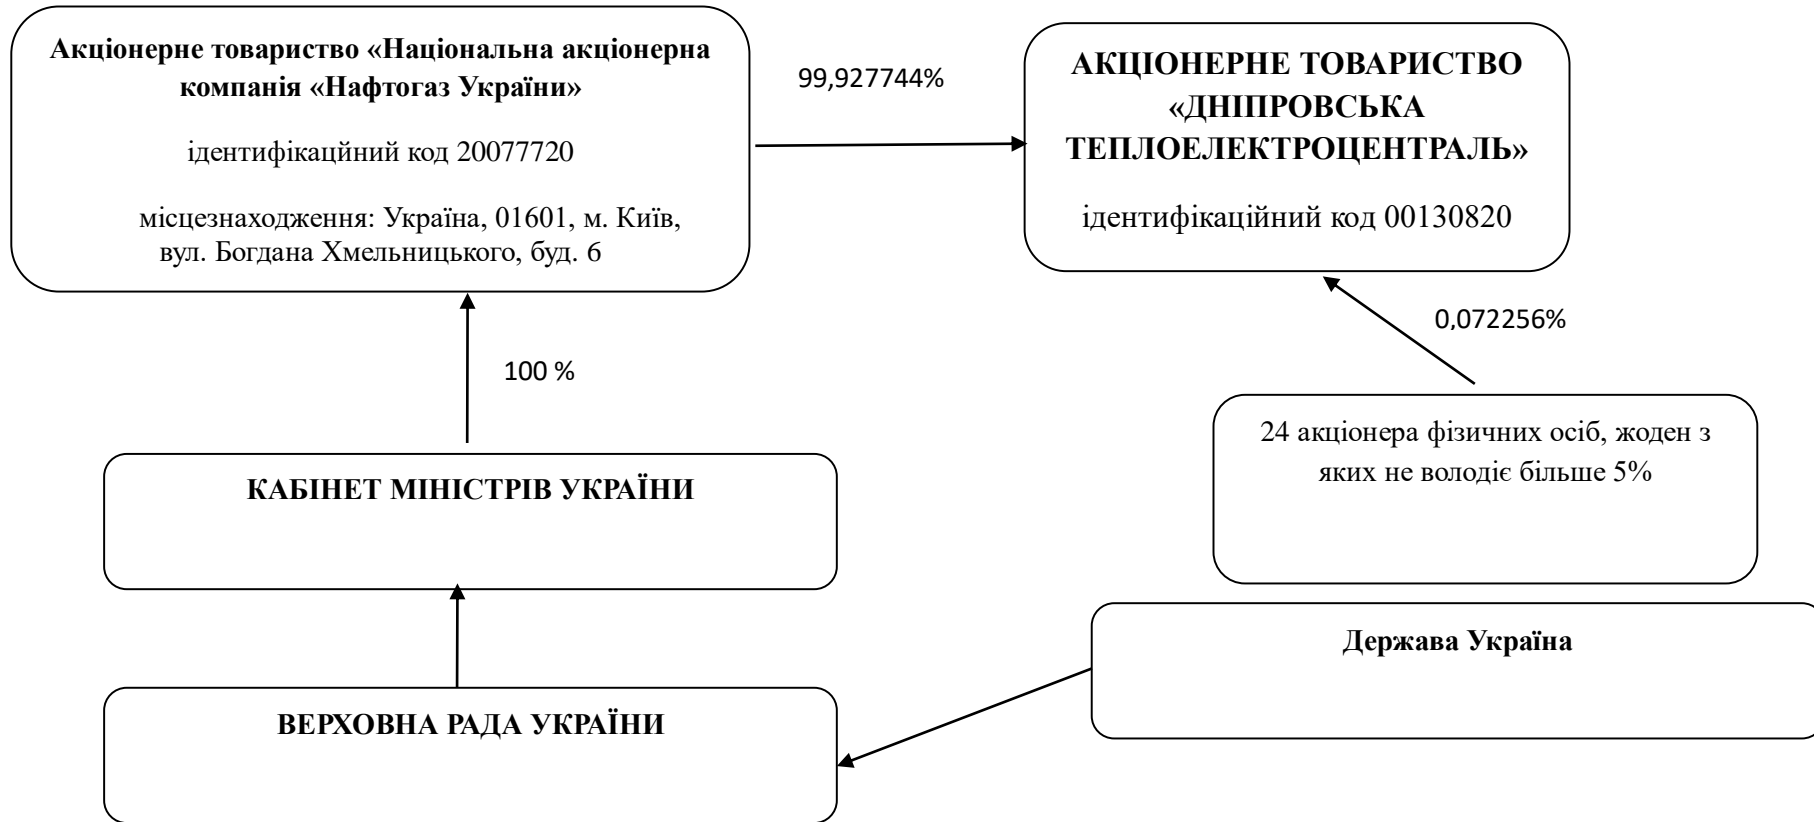 Акціонерне товариство «Національна акціонерна
компанія «Нафтогаз України»
ідентифікаційний код 20077720
місцезнаходження: Україна, 01601, м. Київ,
вул. Богдана Хмельницького, буд. 6
99,927744%
АКЦІОНЕРНЕ ТОВАРИСТВО
«ДНІПРОВСЬКА
ТЕПЛОЕЛЕКТРОЦЕНТРАЛЬ»
ідентифікаційний код 00130820
0,072256%
100 %
24 акціонера фізичних осіб, жоден з
яких не володіє більше 5%
КАБІНЕТ МІНІСТРІВ УКРАЇНИ
Держава Україна
ВЕРХОВНА РАДА УКРАЇНИ